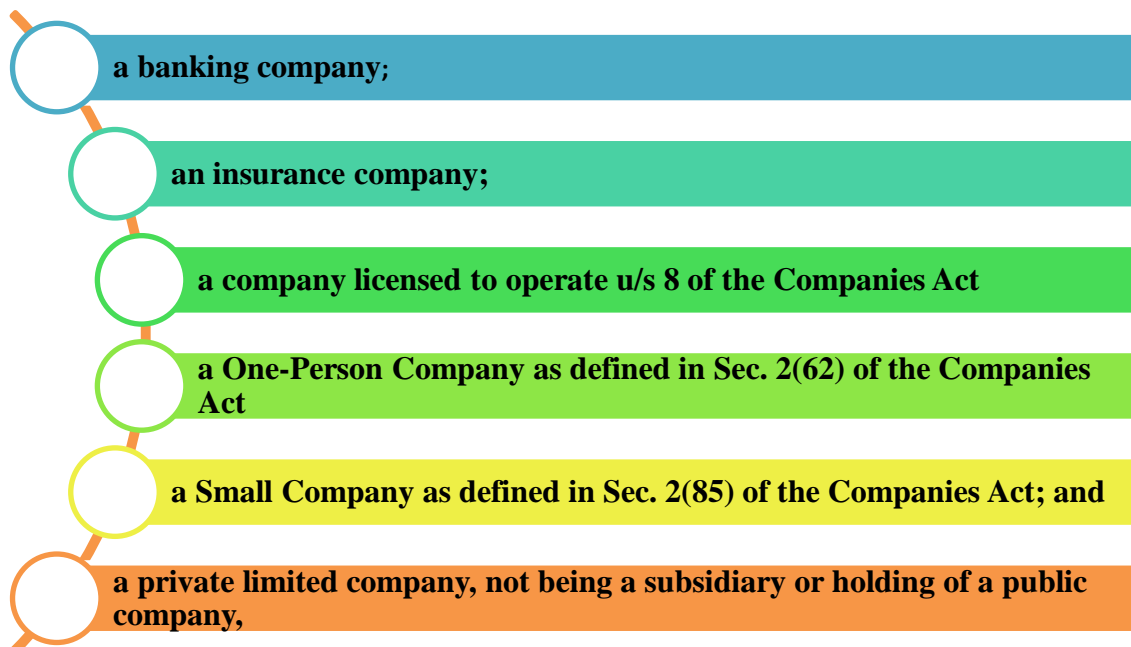 a banking company;
an insurance company;
a company licensed to operate u/s 8 of the Companies Act
a One-Person Company as defined in Sec. 2(62) of the Companies
Act
a Small Company as defined in Sec. 2(85) of the Companies Act; and
a private limited company, not being a subsidiary or holding of a public
company,